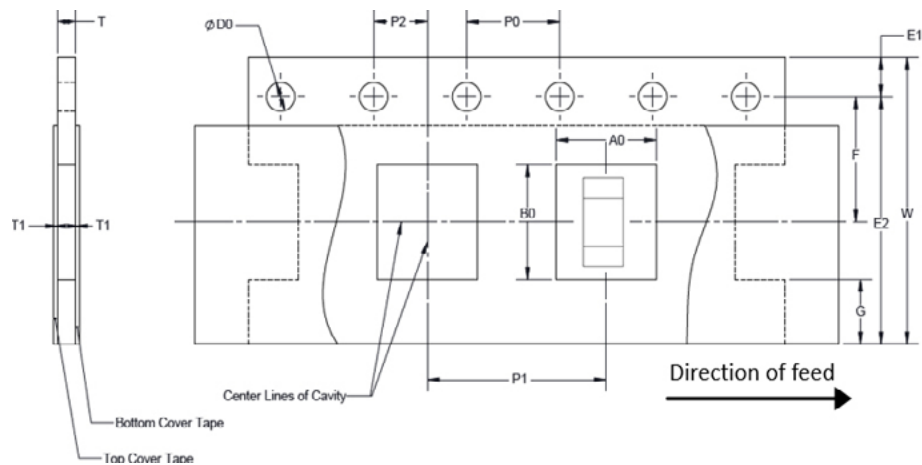 T
ϕD0
P2
P0
E1
A0
F
B0
W
T1
T1
E2
G
P1
Direction of feed
Center Lines of Cavity
Bottom Cover Tape
Top Cover Tape